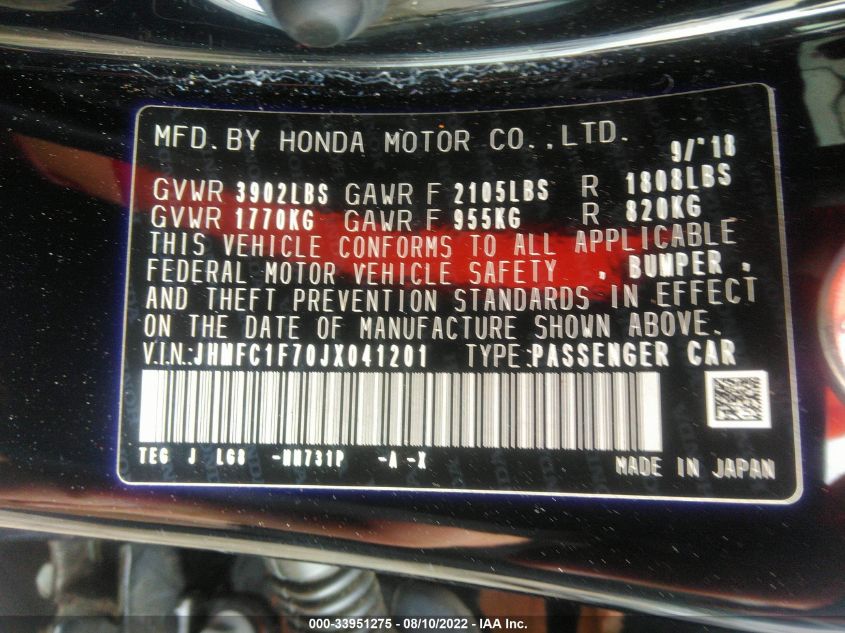 MFD. BY HONDA MOTOR CO., LTD. 9/'18
GVWR 3902LBS GAWR F 2105LBS R 1808LBS
GVWR 1770KG GAWR F 955KG R 820KG
THIS VEHICLE CONFORMS TO ALL APPLICABLE
FEDERAL MOTOR VEHICLE SAFETY , BUMPER ,
AND THEFT PREVENTION STANDARDS IN EFFECT
ON THE DATE OF MANUFACTURE SHOWN ABOVE.
V.I.N.:JHMFC1F70JX041201 TYPE:PASSENGER CAR
TEG J LG8 -NH731P -A -X MADE IN JAPAN
000-33951275 - 08/10/2022 - IAA Inc.